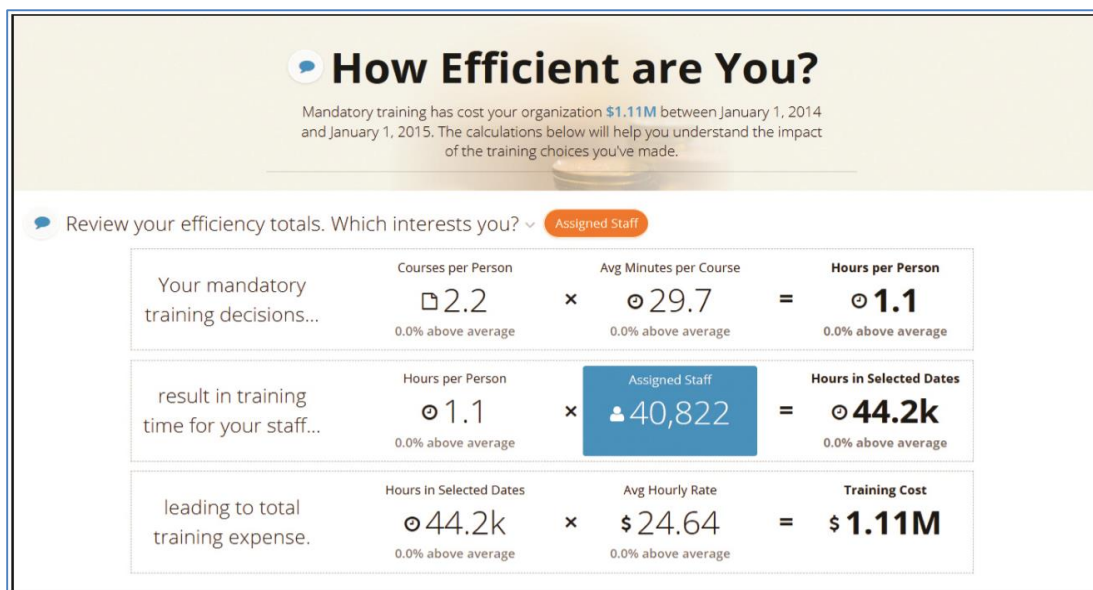 How Efficient are You?
Mandatory training has cost your organization $1.11M between January 1, 2014
and January 1, 2015. The calculations below will help you understand the impact
of the training choices you've made.
Review your efficiency totals. Which interests you? Assigned Staff
Your mandatory
training decisions...
Courses per Person
2.2
0.0% above average
×
Avg Minutes per Course
29.7
0.0% above average
=
Hours per Person
1.1
0.0% above average
result in training
time for your staff...
Hours per Person
1.1
0.0% above average
×
Assigned Staff
40,822
=
Hours in Selected Dates
44.2k
0.0% above average
leading to total
training expense.
Hours in Selected Dates
44.2k
0.0% above average
×
Avg Hourly Rate
$24.64
0.0% above average
=
Training Cost
$1.11M